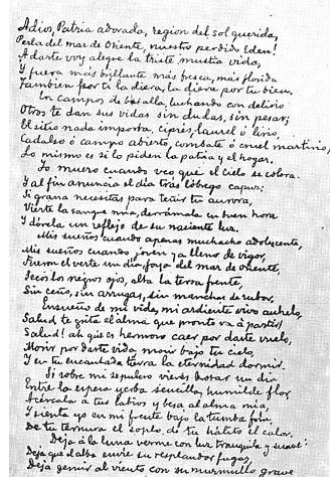 Adios, Patria adorada, region del sol querida,
Perla del mar de Oriente, nuestro perdido Eden!
A darte voy alegre la triste mustia vida,
Y fuera más brillante más fresca, más florida
Tambien por ti la diera, la diera por tu bien.
En campos de batalla, luchando con delirio
Otros te dan sus vidas sin dudas, sin pesar;
El sitio nada importa, ciprés, laurel ó lirio,
Cadalso ó campo abierto, combate ó cruel martirio,
Lo mismo es si lo piden la patria y el hogar.
Yo muero cuando veo que el cielo se colora
Y al fin anuncia el día tras lóbrego capuz;
Si grana necesitas para teñir tu aurora,
Vierte la sangre mía, derrámala en buen hora
Y dórela un reflejo de su naciente luz.
Mis sueños cuando apenas muchacho adolescente,
Mis sueños cuando joven ya lleno de vigor,
Fueron el verte un día, joya del mar de oriente,
Secos los negros ojos, alta la tersa frente,
Sin ceño, sin arrugas, sin manchas de rubor.
Ensueño de mi vida, mi ardiente vivo anhelo,
Salud te grita el alma que pronto va á partir!
Salud! ah que es hermoso caer por darte vuelo,
Morir por darte vida, morir bajo tu cielo,
Y en tu encantada tierra la eternidad dormir.
Si sobre mi sepulcro vieres brotar un dia
Entre la espesa yerba sencilla, humilde flor
Acércala a tus labios y besa al alma mía,
Y sienta yo en mi frente bajo la tumba fria
De tu ternura el soplo, de tu hálito el calor.
Deja á la luna verme con luz tranquila y suave;
Deja que el alba envíe su resplandor fugaz,
Deja gemir al viento con su murmullo grave